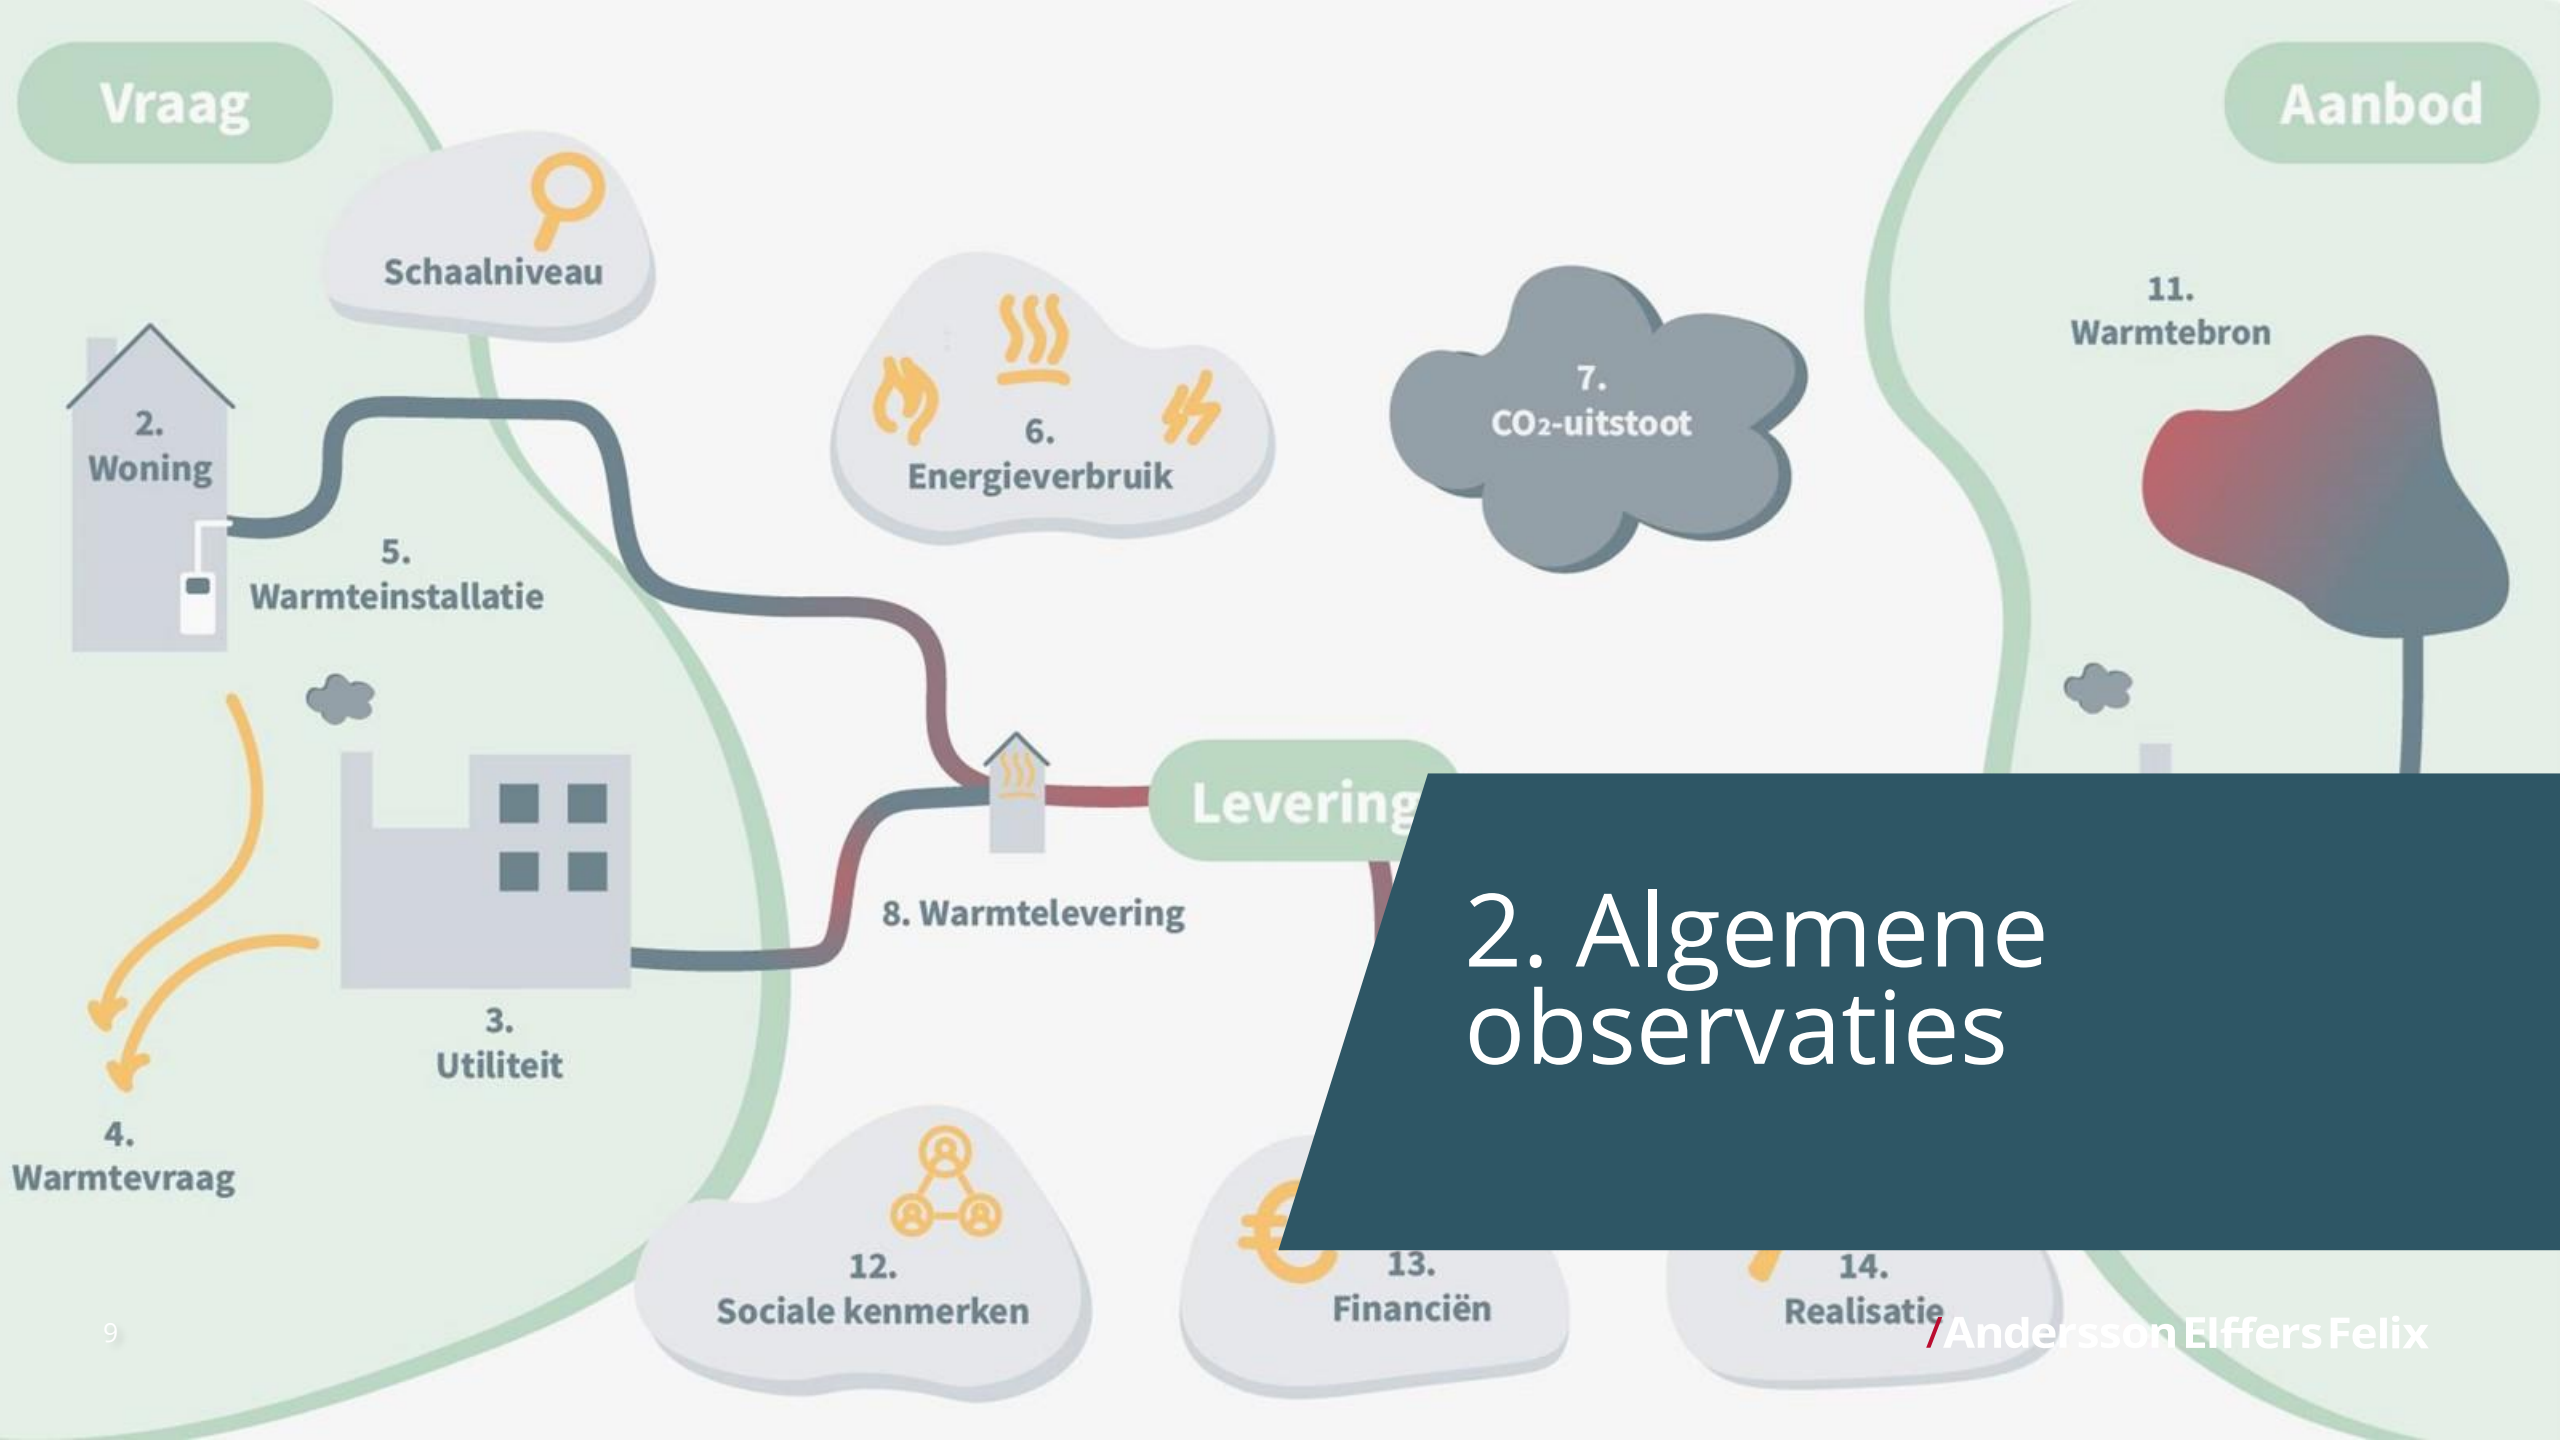 Vraag
Aanbod
Schaalniveau
11.
Warmtebron
7.
CO₂-uitstoot
2.
Woning
6.
Energieverbruik
5.
Warmteinstallatie
Levering
8. Warmtelevering
2. Algemene
observaties
3.
Utiliteit
4.
Warmtevraag
12.
Sociale kenmerken
13.
Financiën
14.
Realisatie
9
/Andersson Elffers Felix